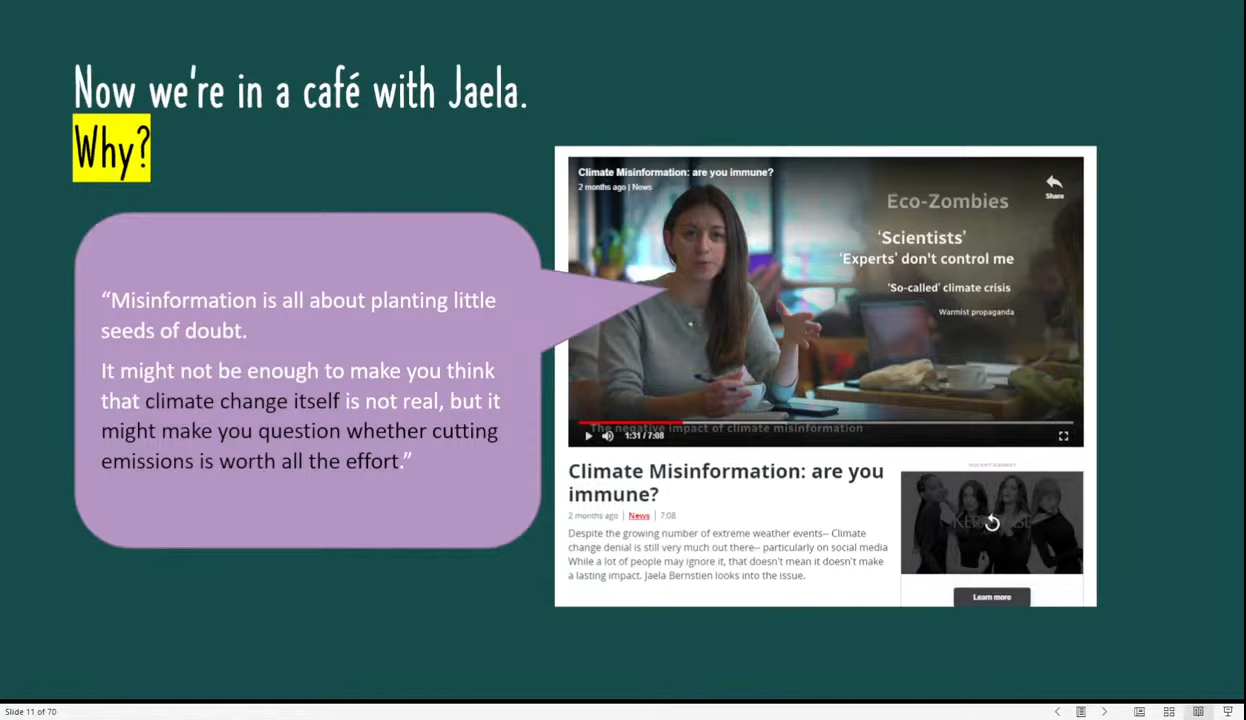 Now we're in a café with Jaela.
Why?
“Misinformation is all about planting little
seeds of doubt.
It might not be enough to make you think
that climate change itself is not real, but it
might make you question whether cutting
emissions is worth all the effort.”
Climate Misinformation: are you immune?
2 months ago | News
Share
Eco-Zombies
‘Scientists’
‘Experts’ don't control me
‘So-called’ climate crisis
Warmist propaganda
The negative impact of climate misinformation
1:31 / 7:08
Climate Misinformation: are you
immune?
2 months ago | News | 7:08
Despite the growing number of extreme weather events-- Climate
change denial is still very much out there-- particularly on social media
While a lot of people may ignore it, that doesn't mean it doesn't make
a lasting impact. Jaela Bernstien looks into the issue.
ADVERTISEMENT
Learn more
Slide 11 of 70